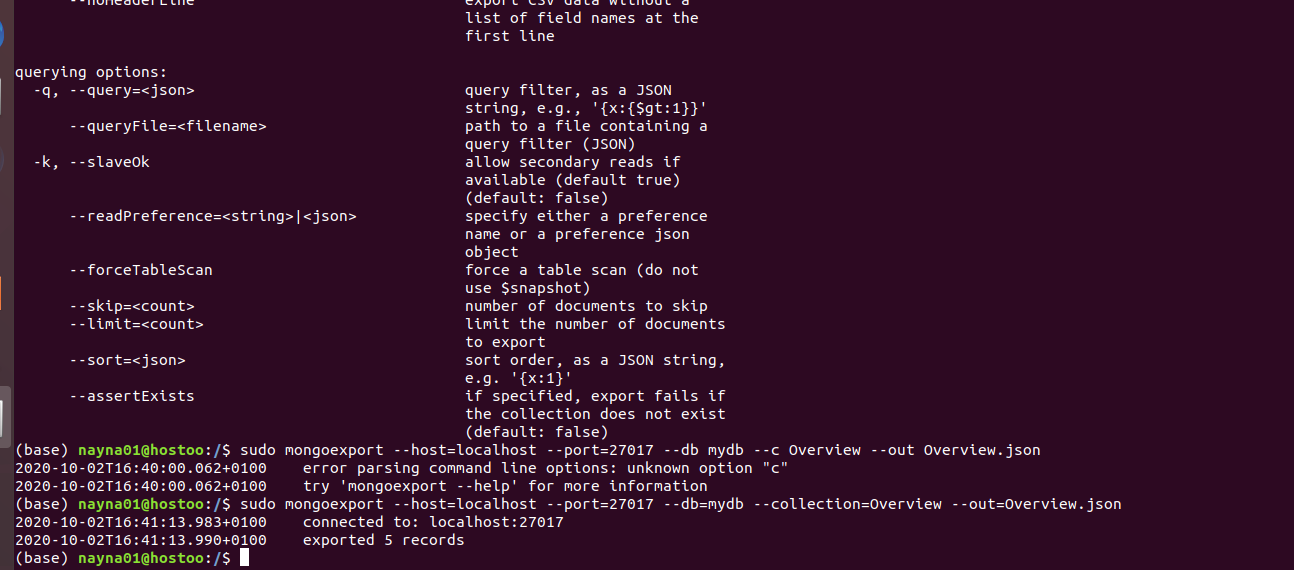 --noHeaderLine export CSV data without a
list of field names at the
first line
querying options:
-q, --query=<json> query filter, as a JSON
string, e.g., '{x:{$gt:1}}'
--queryFile=<filename> path to a file containing a
query filter (JSON)
-k, --slaveOk allow secondary reads if
available (default true)
(default: false)
--readPreference=<string>|<json> specify either a preference
name or a preference json
object
--forceTableScan force a table scan (do not
use $snapshot)
--skip=<count> number of documents to skip
--limit=<count> limit the number of documents
to export
--sort=<json> sort order, as a JSON string,
e.g. '{x:1}'
--assertExists if specified, export fails if
the collection does not exist
(default: false)
(base) nayna01@hostoo:/$ sudo mongoexport --host=localhost --port=27017 --db mydb --c Overview --out Overview.json
2020-10-02T16:40:00.062+0100 error parsing command line options: unknown option "c"
2020-10-02T16:40:00.062+0100 try 'mongoexport --help' for more information
(base) nayna01@hostoo:/$ sudo mongoexport --host=localhost --port=27017 --db=mydb --collection=Overview --out=Overview.json
2020-10-02T16:41:13.983+0100 connected to: localhost:27017
2020-10-02T16:41:13.990+0100 exported 5 records
(base) nayna01@hostoo:/$